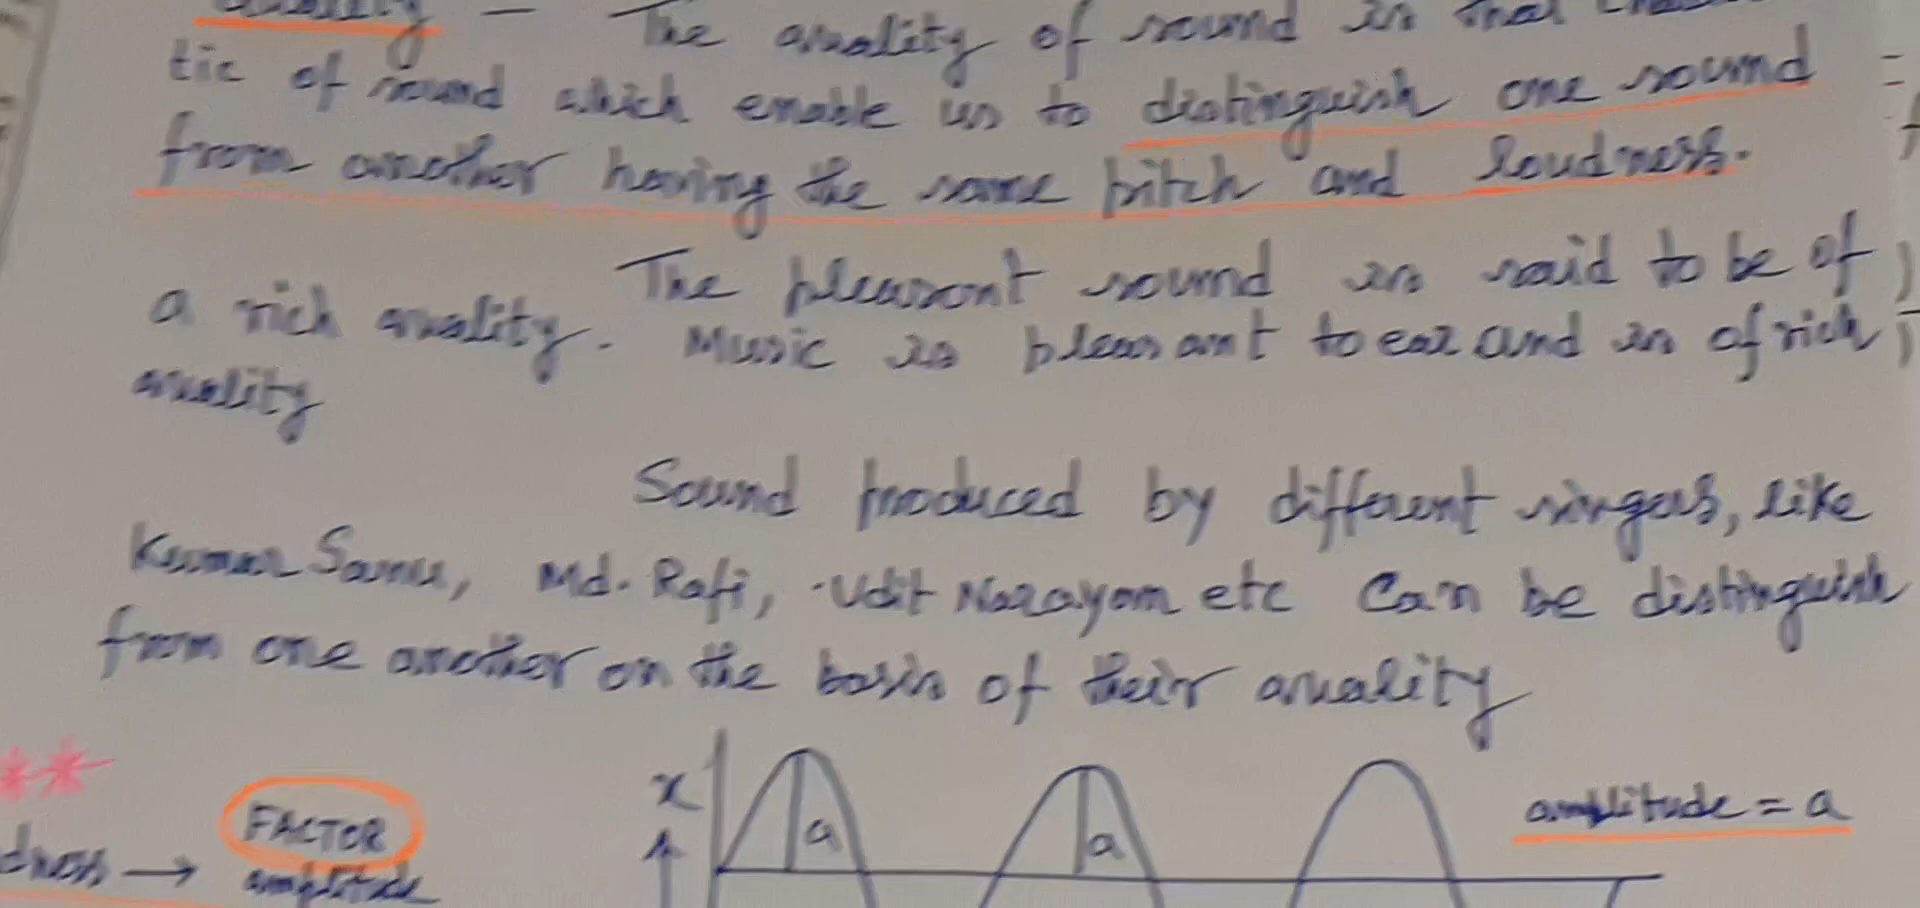 Quality - The quality of sound is that
tic of sound which enable us to distinguish one sound
from another having the same pitch and loudness.
The pleasant sound is said to be of
a rich quality. Music is pleasant to ear and is of rich
quality
Sound produced by different singers, like
Kumar Sanu, Md. Rafi, Udit Narayan etc Can be distinguish
from one another on the basis of their quality
x
a
a
amplitude = a
**
FACTOR
dness → amplitude